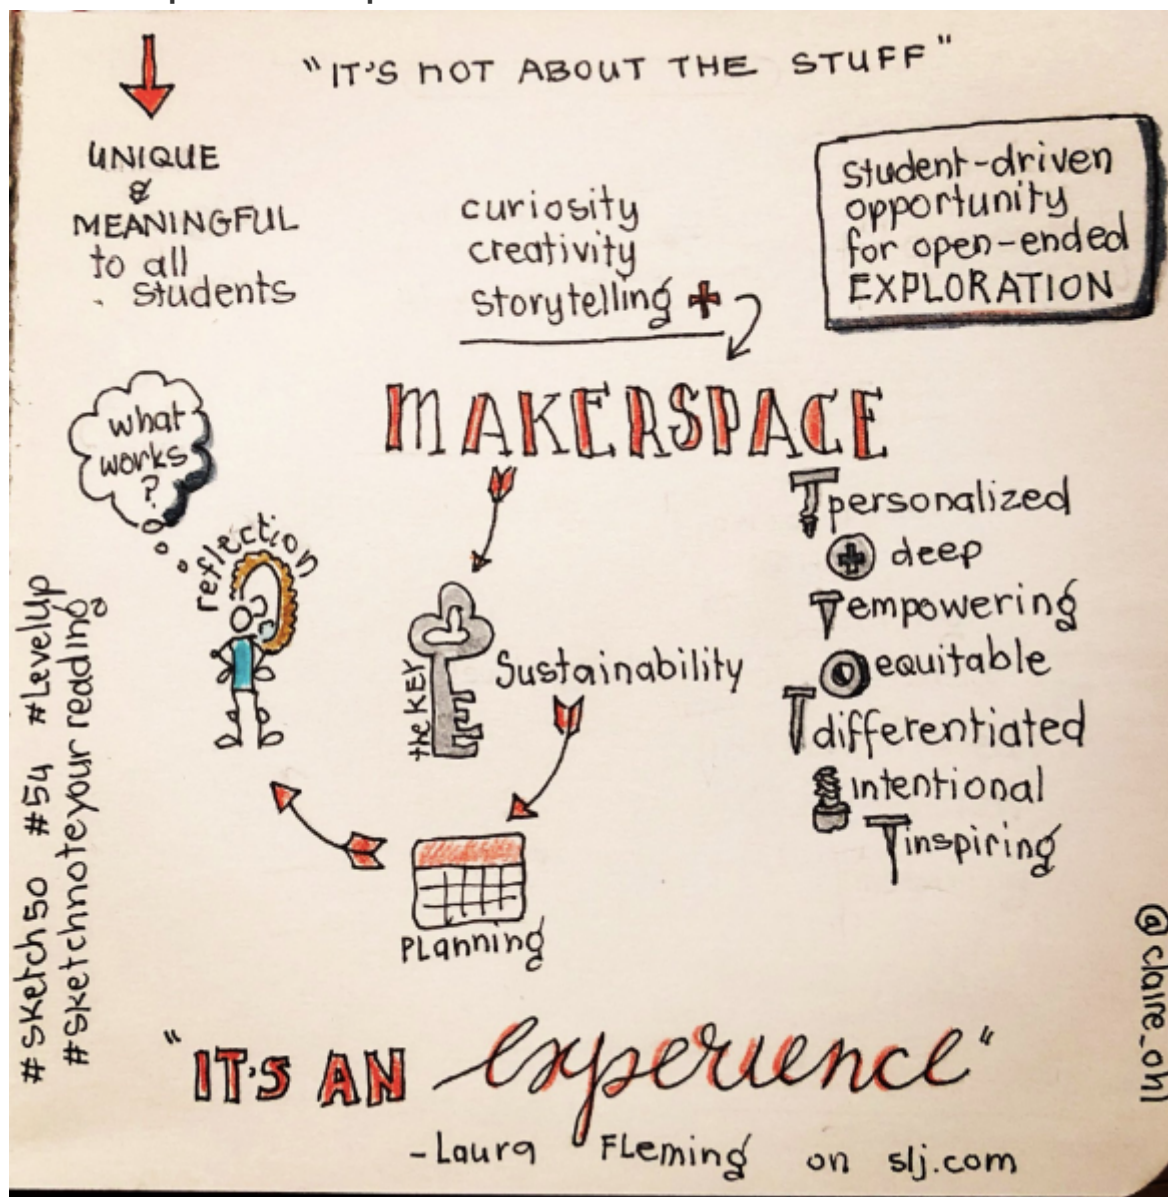 "IT'S NOT ABOUT THE STUFF"
UNIQUE
&
MEANINGFUL
to all
students
curiosity
creativity
storytelling +
student-driven
opportunity
for open-ended
EXPLORATION
MAKERSPACE
what
works
?
reflection
the KEY
Sustainability
personalized
deep
empowering
equitable
differentiated
intentional
inspiring
PLanning
#sketch50 #54 #LevelUp
#sketchnoteyour reading
@claire_ohl
"IT'S AN experience"
-Laura Fleming on slj.com